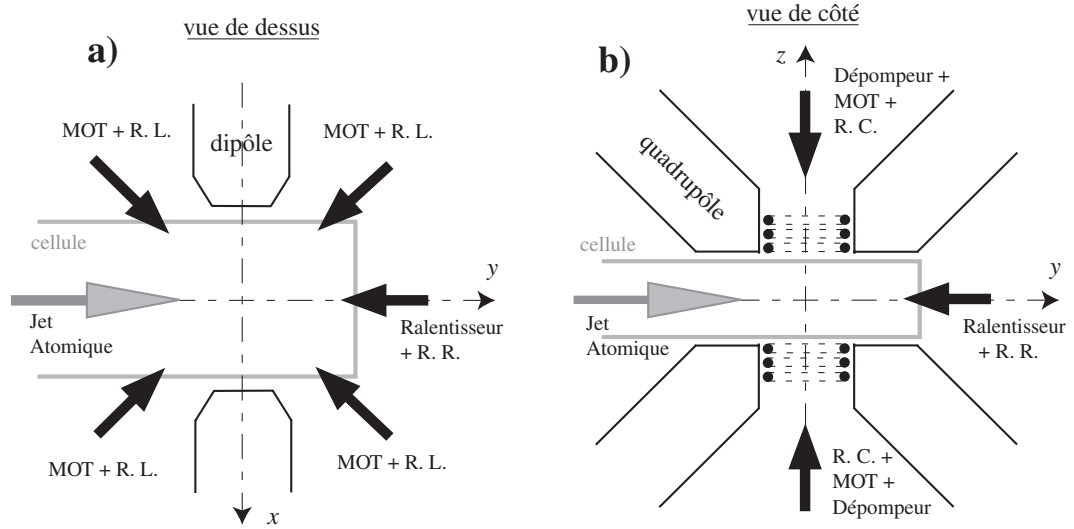 vue de dessus
a)
MOT + R. L.
dipôle
MOT + R. L.
cellule
y
Jet
Atomique
Ralentisseur
+ R. R.
MOT + R. L.
MOT + R. L.
x
vue de côté
b)
z
Dépompeur +
MOT +
R. C.
quadrupôle
cellule
y
Jet
Atomique
Ralentisseur
+ R. R.
R. C. +
MOT +
Dépompeur